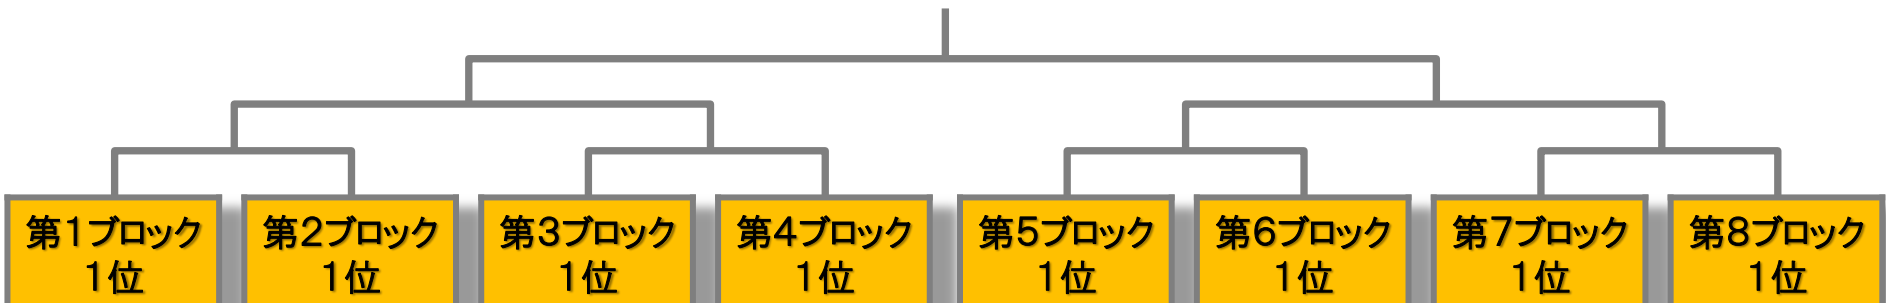 第1ブロック
1位
第2ブロック
1位
第3ブロック
1位
第4ブロック
1位
第5ブロック
1位
第6ブロック
1位
第7ブロック
1位
第8ブロック
1位